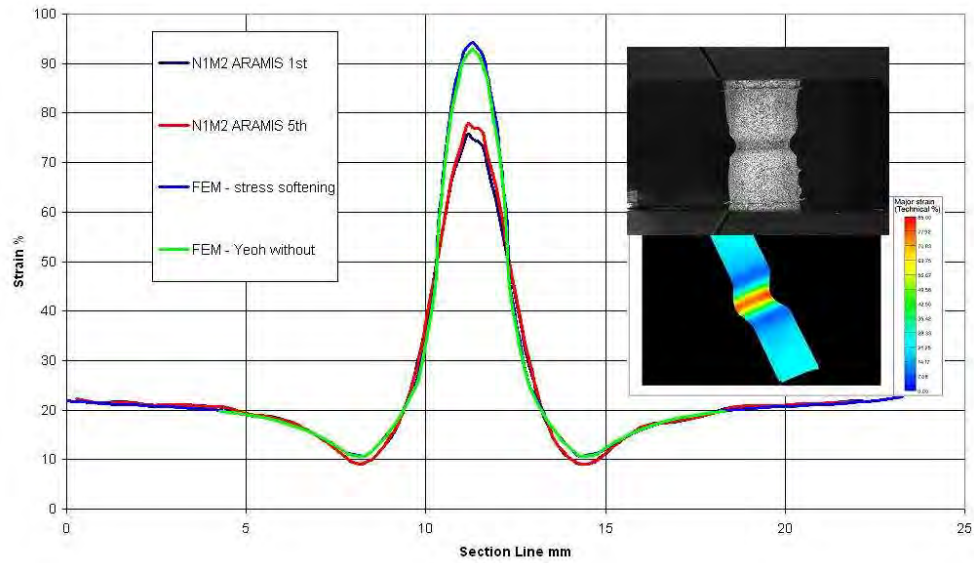 100
90
80
70
60
50
40
30
20
10
0
Strain %
N1M2 ARAMIS 1st
N1M2 ARAMIS 5th
FEM - stress softening
FEM - Yeoh without
Major strain
(Technical %)
0 5 10 15 20 25
Section Line mm